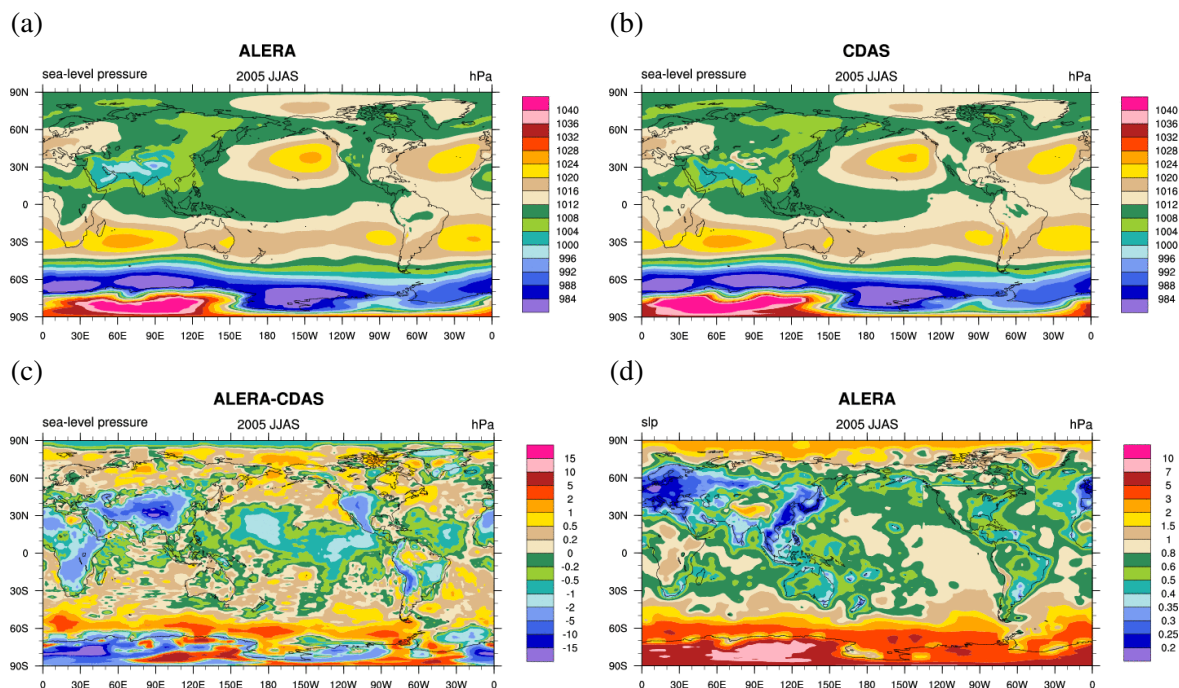 (a)
ALERA
sea-level pressure 2005 JJAS hPa
90N
60N
30N
0
30S
60S
90S
0 30E 60E 90E 120E 150E 180 150W 120W 90W 60W 30W 0
1040
1036
1032
1028
1024
1020
1016
1012
1008
1004
1000
996
992
988
984
(b)
CDAS
sea-level pressure 2005 JJAS hPa
90N
60N
30N
0
30S
60S
90S
0 30E 60E 90E 120E 150E 180 150W 120W 90W 60W 30W 0
1040
1036
1032
1028
1024
1020
1016
1012
1008
1004
1000
996
992
988
984
(c)
ALERA-CDAS
sea-level pressure 2005 JJAS hPa
90N
60N
30N
0
30S
60S
90S
0 30E 60E 90E 120E 150E 180 150W 120W 90W 60W 30W 0
15
10
5
2
1
0.5
0.2
0
-0.2
-0.5
-1
-2
-5
-10
-15
(d)
ALERA
slp 2005 JJAS hPa
90N
60N
30N
0
30S
60S
90S
0 30E 60E 90E 120E 150E 180 150W 120W 90W 60W 30W 0
10
7
5
3
2
1.5
1
0.8
0.6
0.5
0.4
0.35
0.3
0.25
0.2